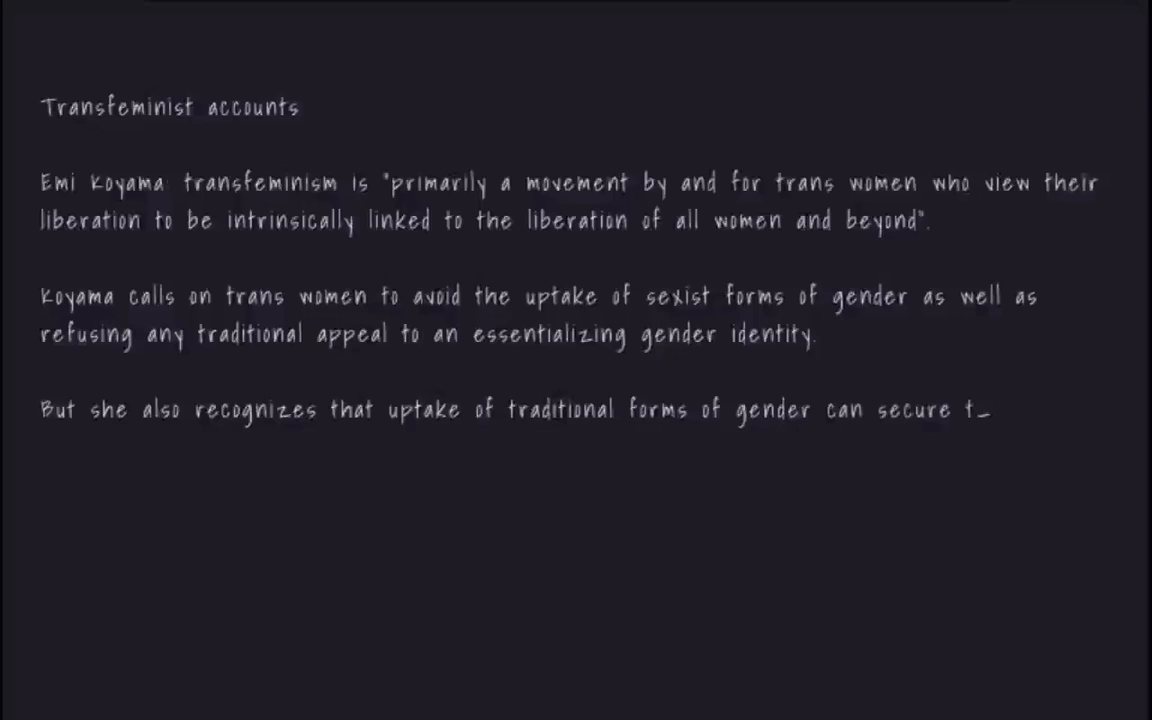 Transfeminist accounts
Emi Koyama transfeminism is "primarily a movement by and for trans women who view their
liberation to be intrinsically linked to the liberation of all women and beyond".
Koyama calls on trans women to avoid the uptake of sexist forms of gender as well as
refusing any traditional appeal to an essentializing gender identity.
But she also recognizes that uptake of traditional forms of gender can secure t_